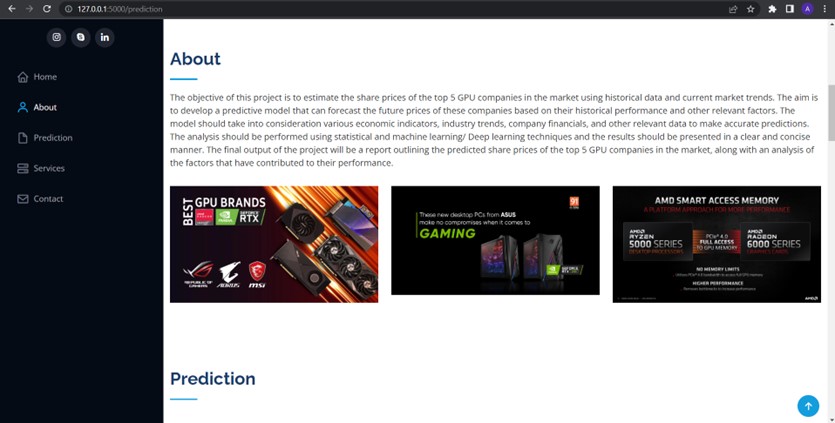 127.0.0.1:5000/prediction
A
Home
About
Prediction
Services
Contact
About
The objective of this project is to estimate the share prices of the top 5 GPU companies in the market using historical data and current market trends. The aim is
to develop a predictive model that can forecast the future prices of these companies based on their historical performance and other relevant factors. The
model should take into consideration various economic indicators, industry trends, company financials, and other relevant data to make accurate predictions.
The analysis should be performed using statistical and machine learning/ Deep learning techniques and the results should be presented in a clear and concise
manner. The final output of the project will be a report outlining the predicted share prices of the top 5 GPU companies in the market, along with an analysis of
the factors that have contributed to their performance.
BEST
GPU BRANDS
RADEON
NVIDIA
GEFORCE
RTX
REPUBLIC OF
GAMERS
AORUS
MSI
91
These new desktop PCs from ASUS
make no compromises when it comes to
GAMING
AMD SMART ACCESS MEMORY
A PLATFORM APPROACH FOR MORE PERFORMANCE
AMD
RYZEN
5000 SERIES
DESKTOP PROCESSORS
PCIe 4.0
FULL ACCESS
TO GPU MEMORY
AMD
RADEON
6000 SERIES
GRAPHICS CARDS
NO MEMORY LIMITS
HIGHER PERFORMANCE
AMD
Prediction